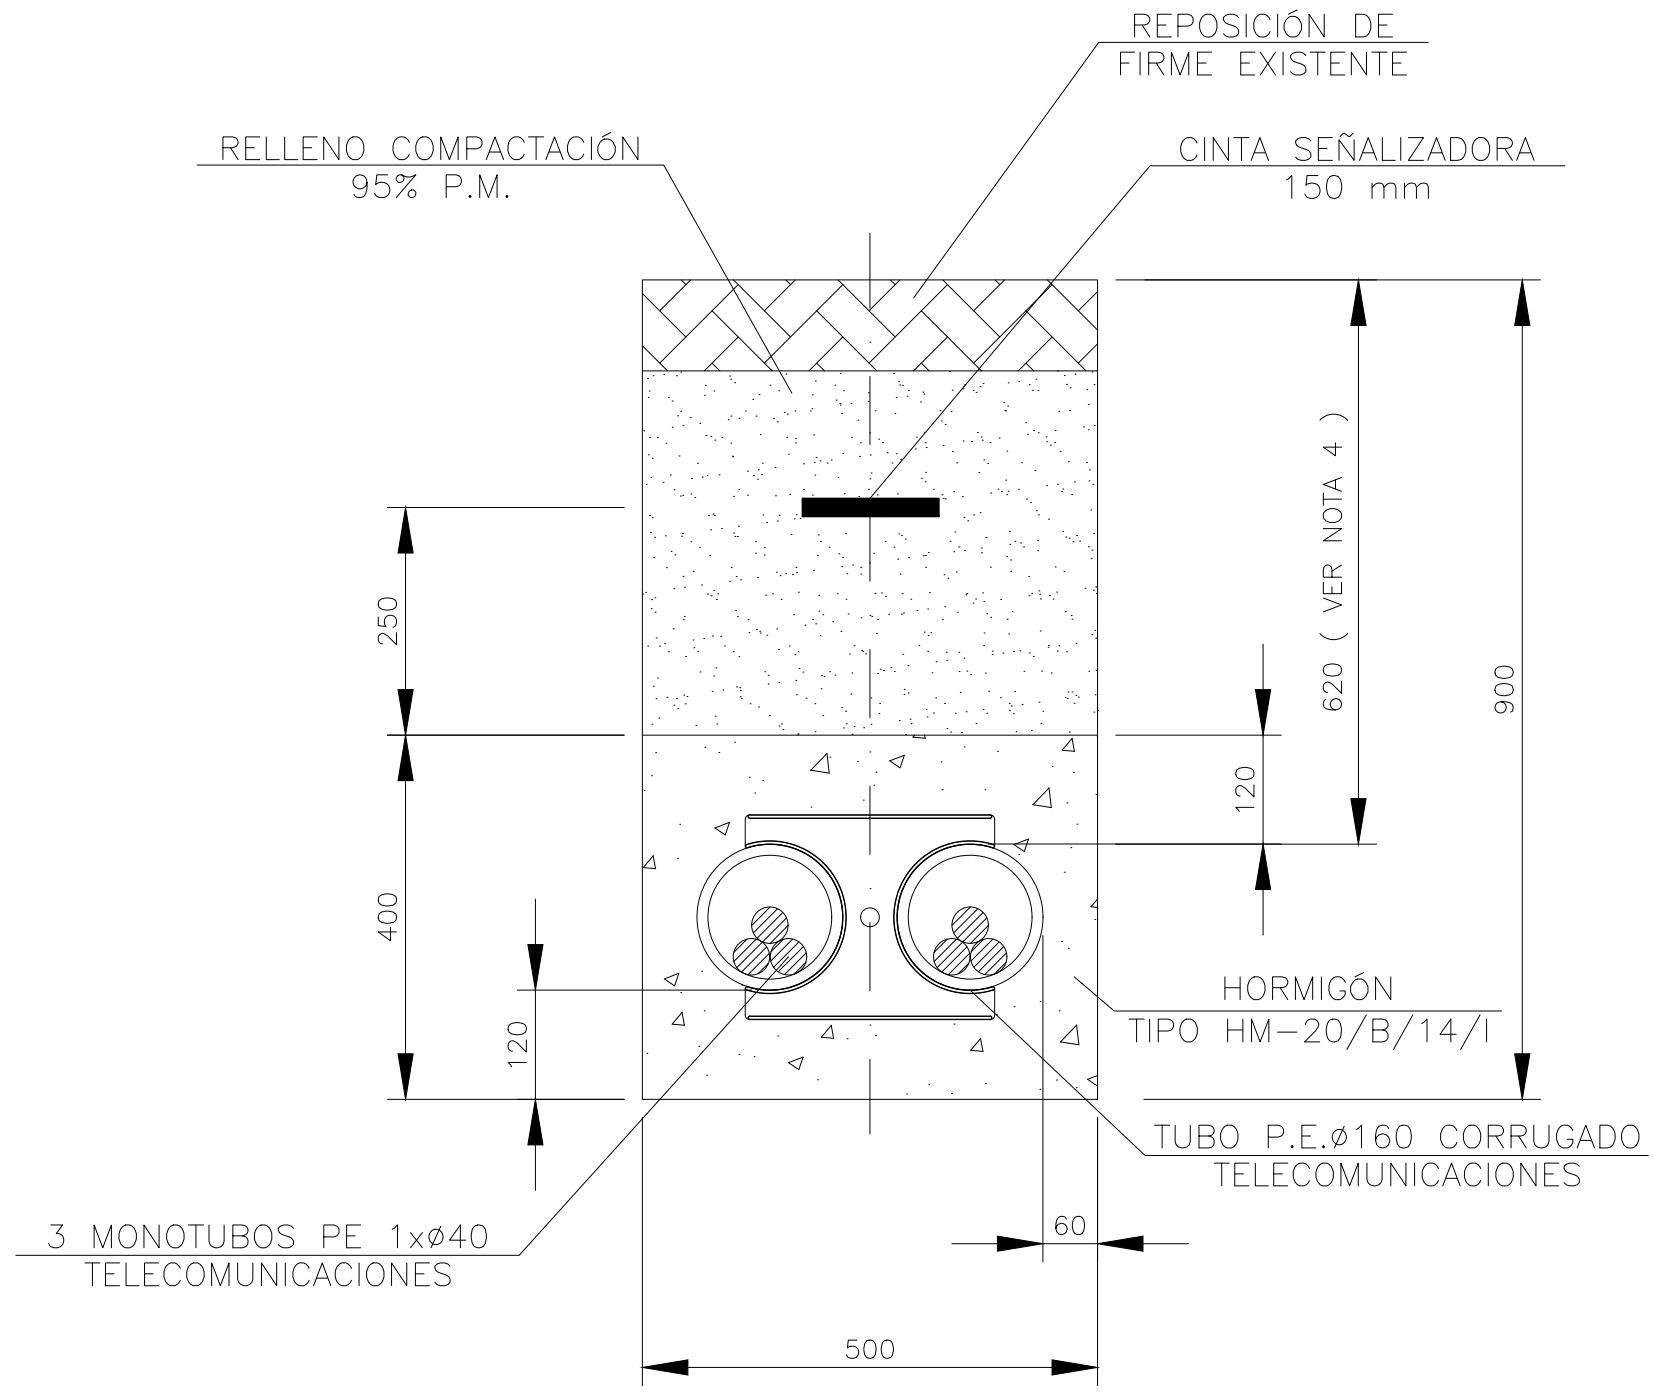 REPOSICIÓN DE
FIRME EXISTENTE
RELLENO COMPACTACIÓN
95% P.M.
CINTA SEÑALIZADORA
150 mm
250
400
120
620 ( VER NOTA 4 )
900
120
HORMIGÓN
TIPO HM-20/B/14/I
TUBO P.E.ø160 CORRUGADO
TELECOMUNICACIONES
3 MONOTUBOS PE 1xø40
TELECOMUNICACIONES
60
500